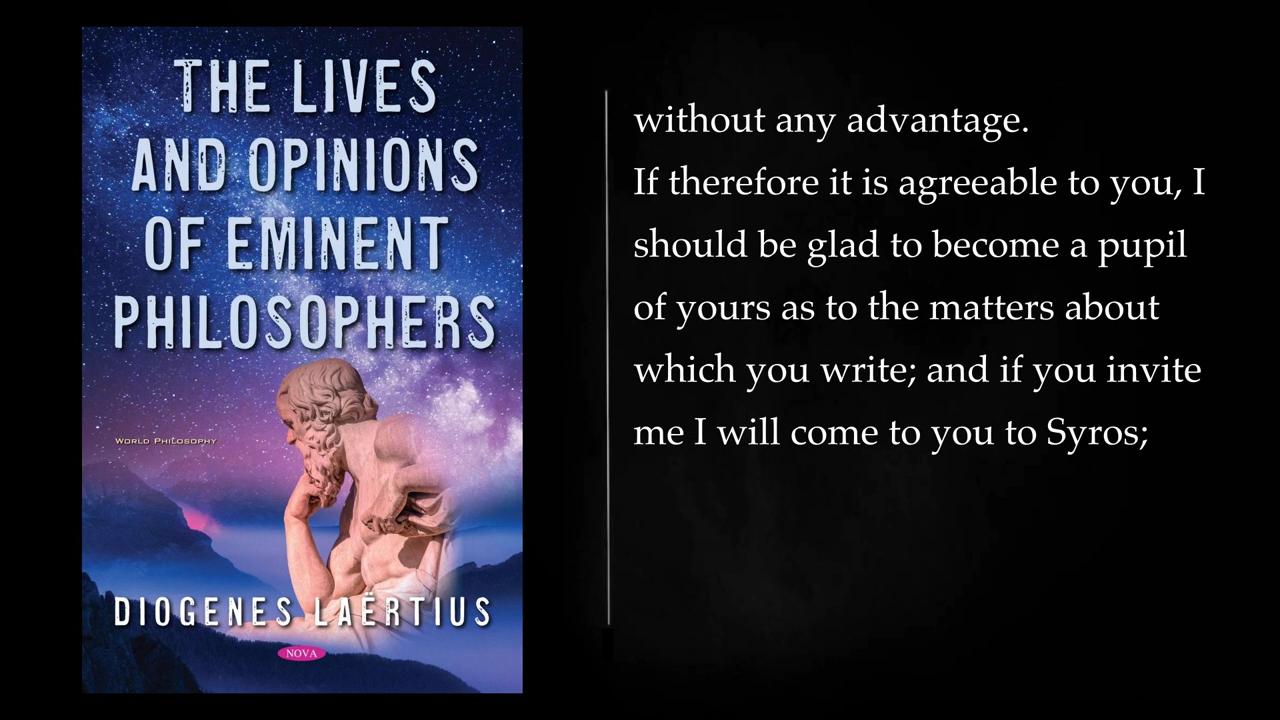 THE LIVES
AND OPINIONS
OF EMINENT
PHILOSOPHERS
WORLD PHILOSOPHY
DIOGENES LAËRTIUS
NOVA
without any advantage.
If therefore it is agreeable to you, I
should be glad to become a pupil
of yours as to the matters about
which you write; and if you invite
me I will come to you to Syros;